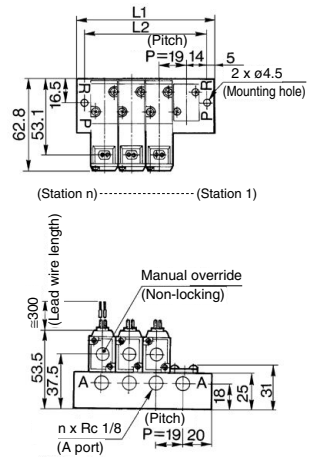 L1
L2
(Pitch)
P=19 14 5
2 x ø4.5
(Mounting hole)
62.8
53.1
16.5
R R
P P
(Station n) (Station 1)
≅300
(Lead wire length)
Manual override
(Non-locking)
53.5
37.5
A A
18
25
31
n x Rc 1/8
(A port)
(Pitch)
P=19 20